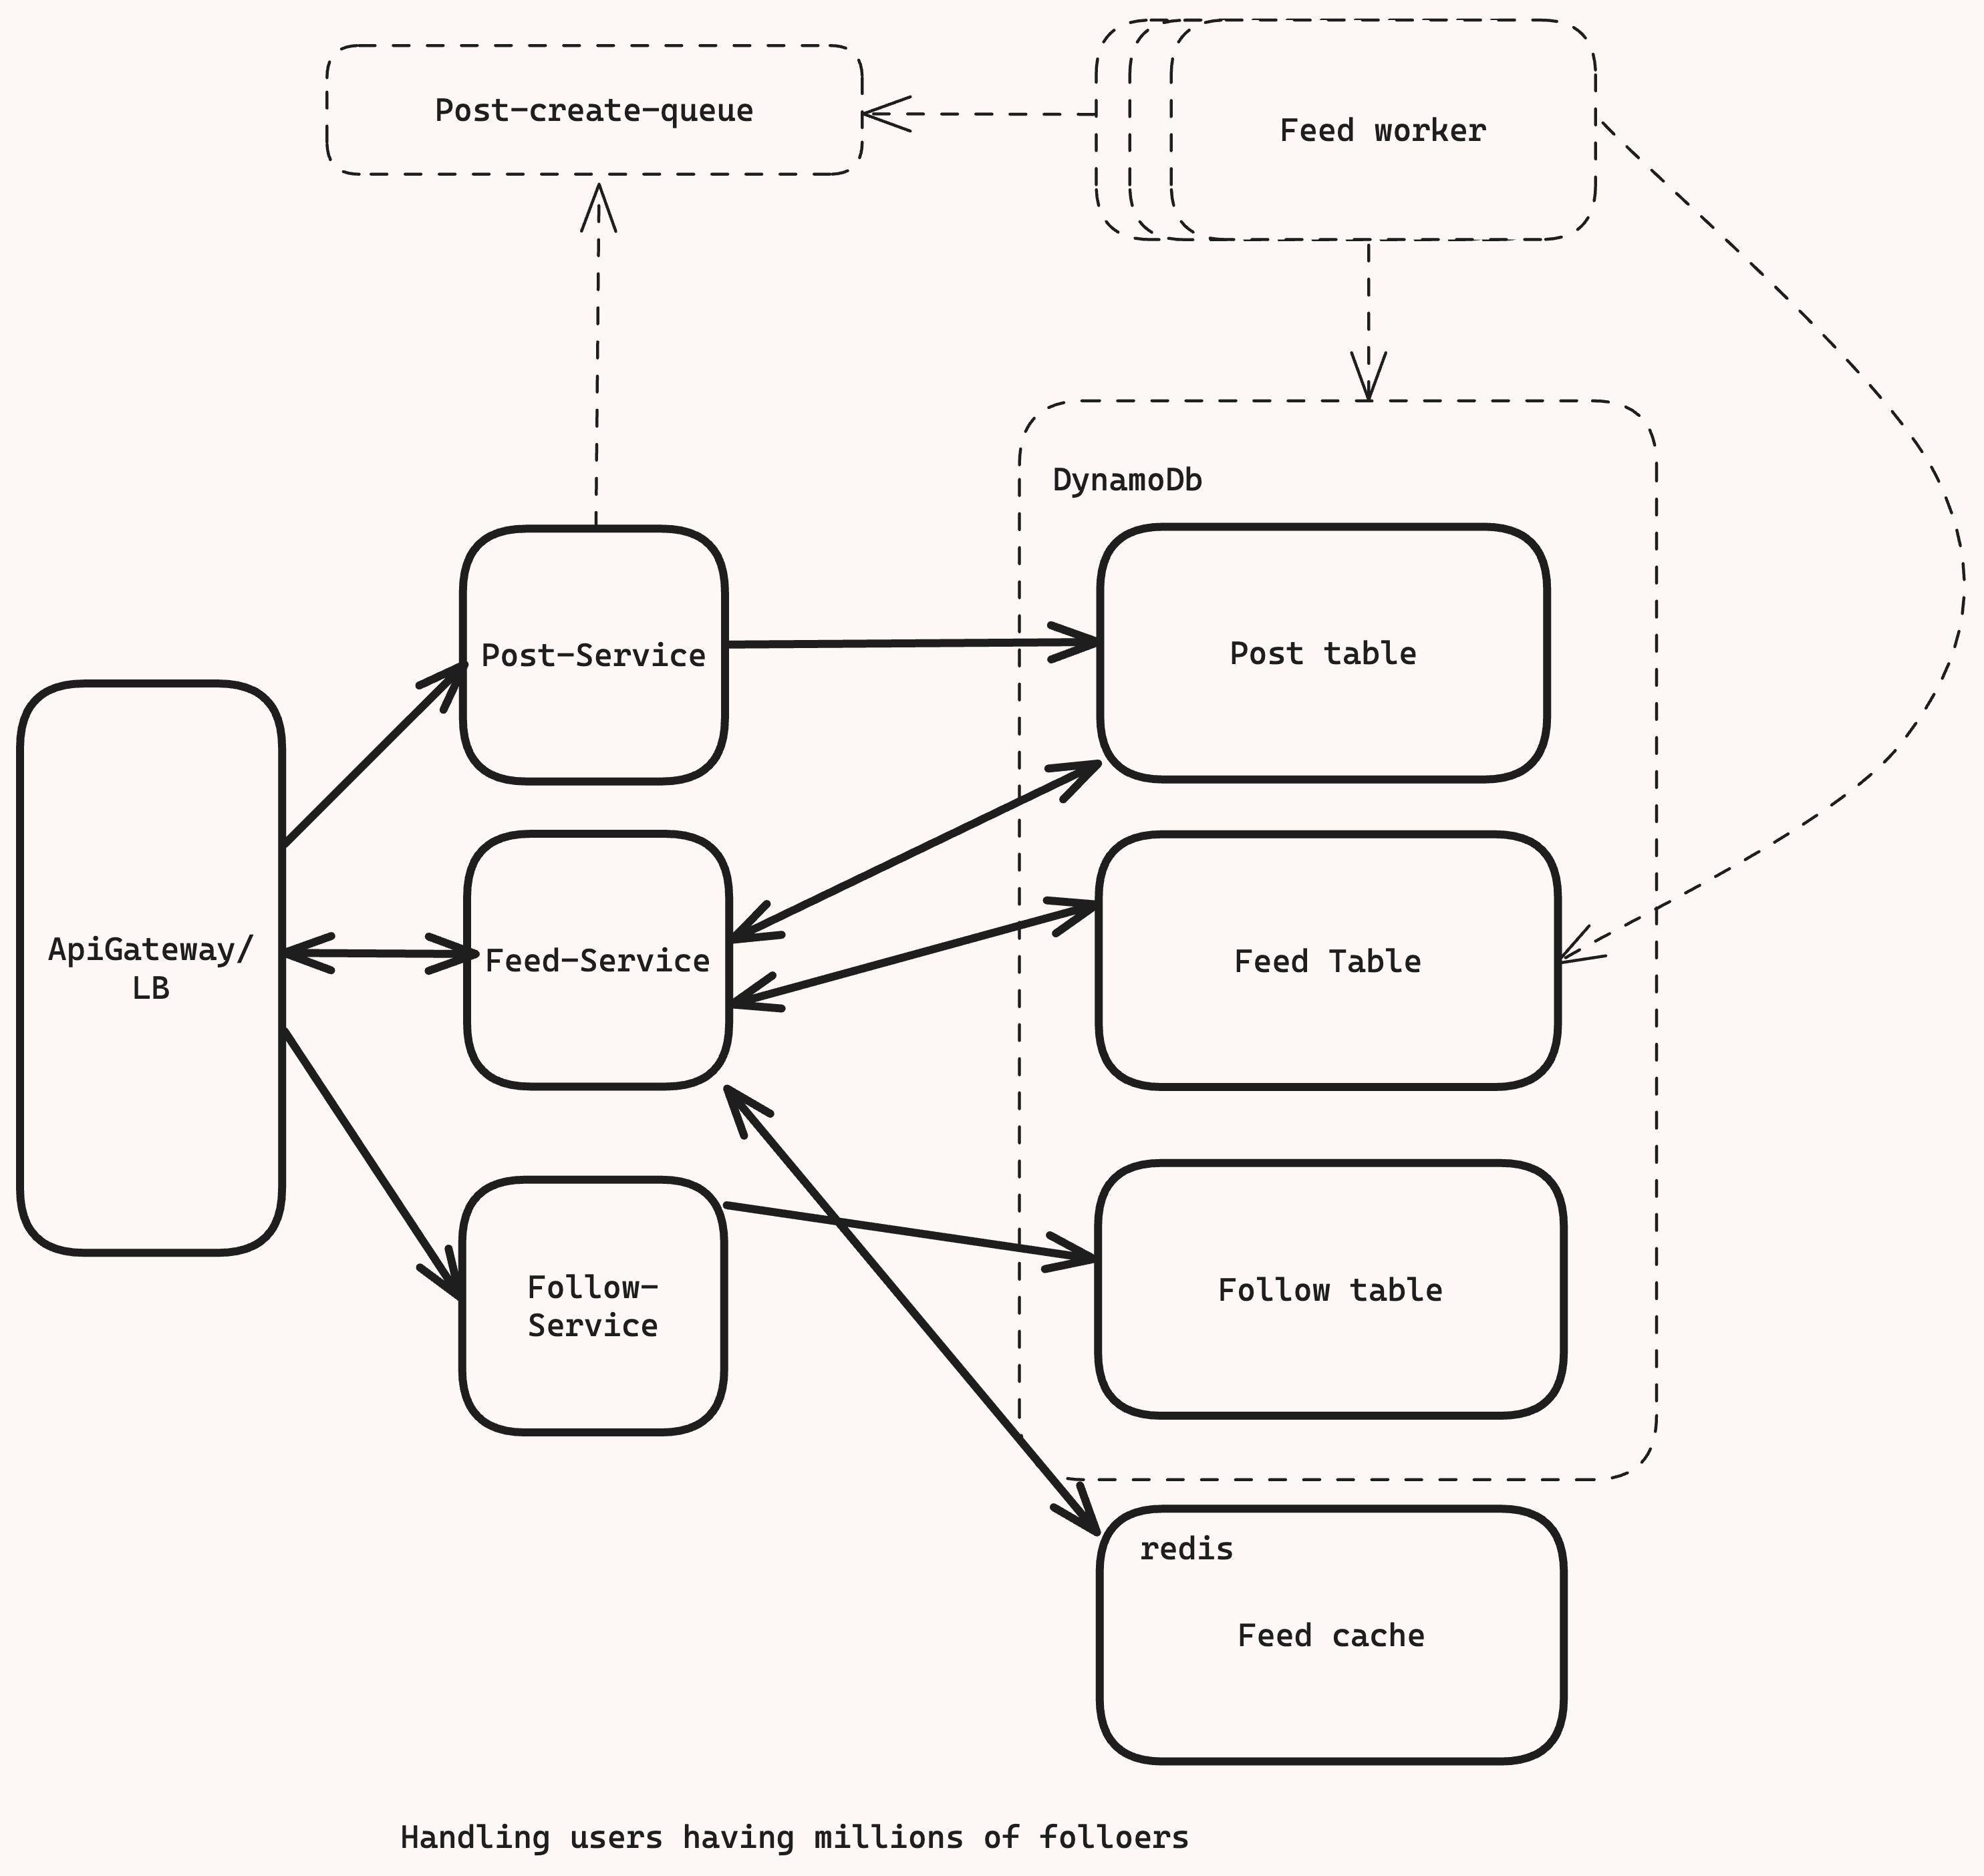 Post-create-queue
Feed worker
DynamoDb
Post-Service
Post table
ApiGateway/
LB
Feed-Service
Feed Table
Follow-
Service
Follow table
redis
Feed cache
Handling users having millions of folloers